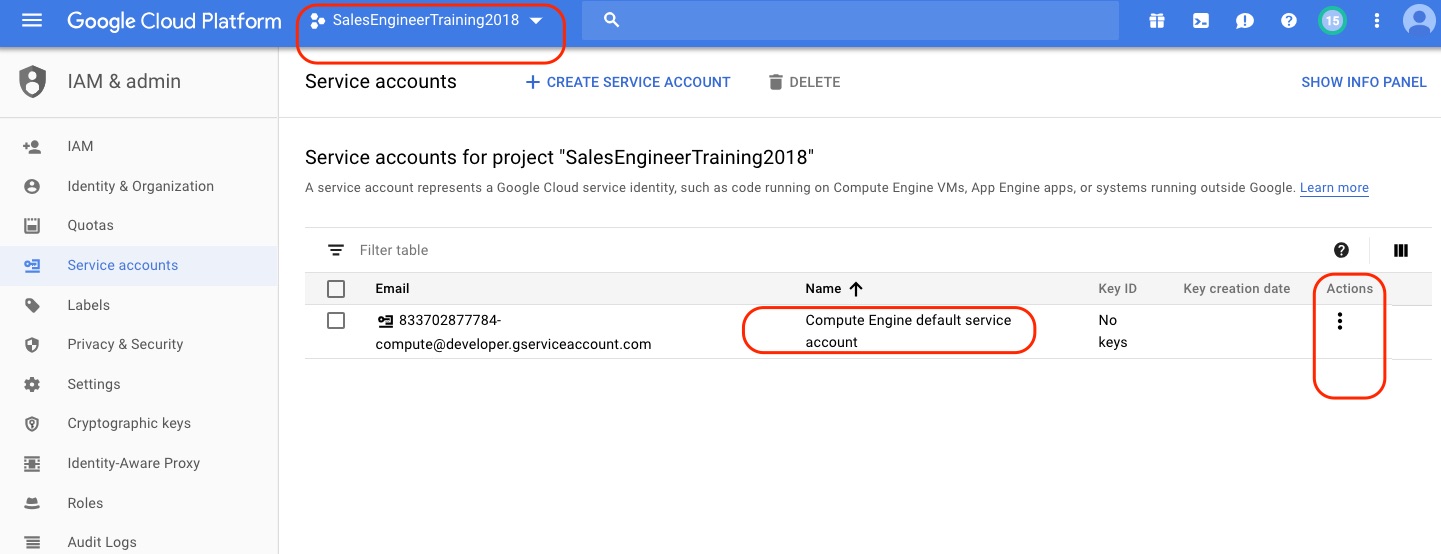 Google Cloud Platform
SalesEngineerTraining2018
15
IAM & admin
Service accounts
CREATE SERVICE ACCOUNT
DELETE
SHOW INFO PANEL
IAM
Identity & Organization
Quotas
Service accounts
Labels
Privacy & Security
Settings
Cryptographic keys
Identity-Aware Proxy
Roles
Audit Logs
Service accounts for project "SalesEngineerTraining2018"
A service account represents a Google Cloud service identity, such as code running on Compute Engine VMs, App Engine apps, or systems running outside Google. Learn more
Filter table
Email Name Key ID Key creation date Actions
833702877784-
compute@developer.gserviceaccount.com
Compute Engine default service
account
No
keys